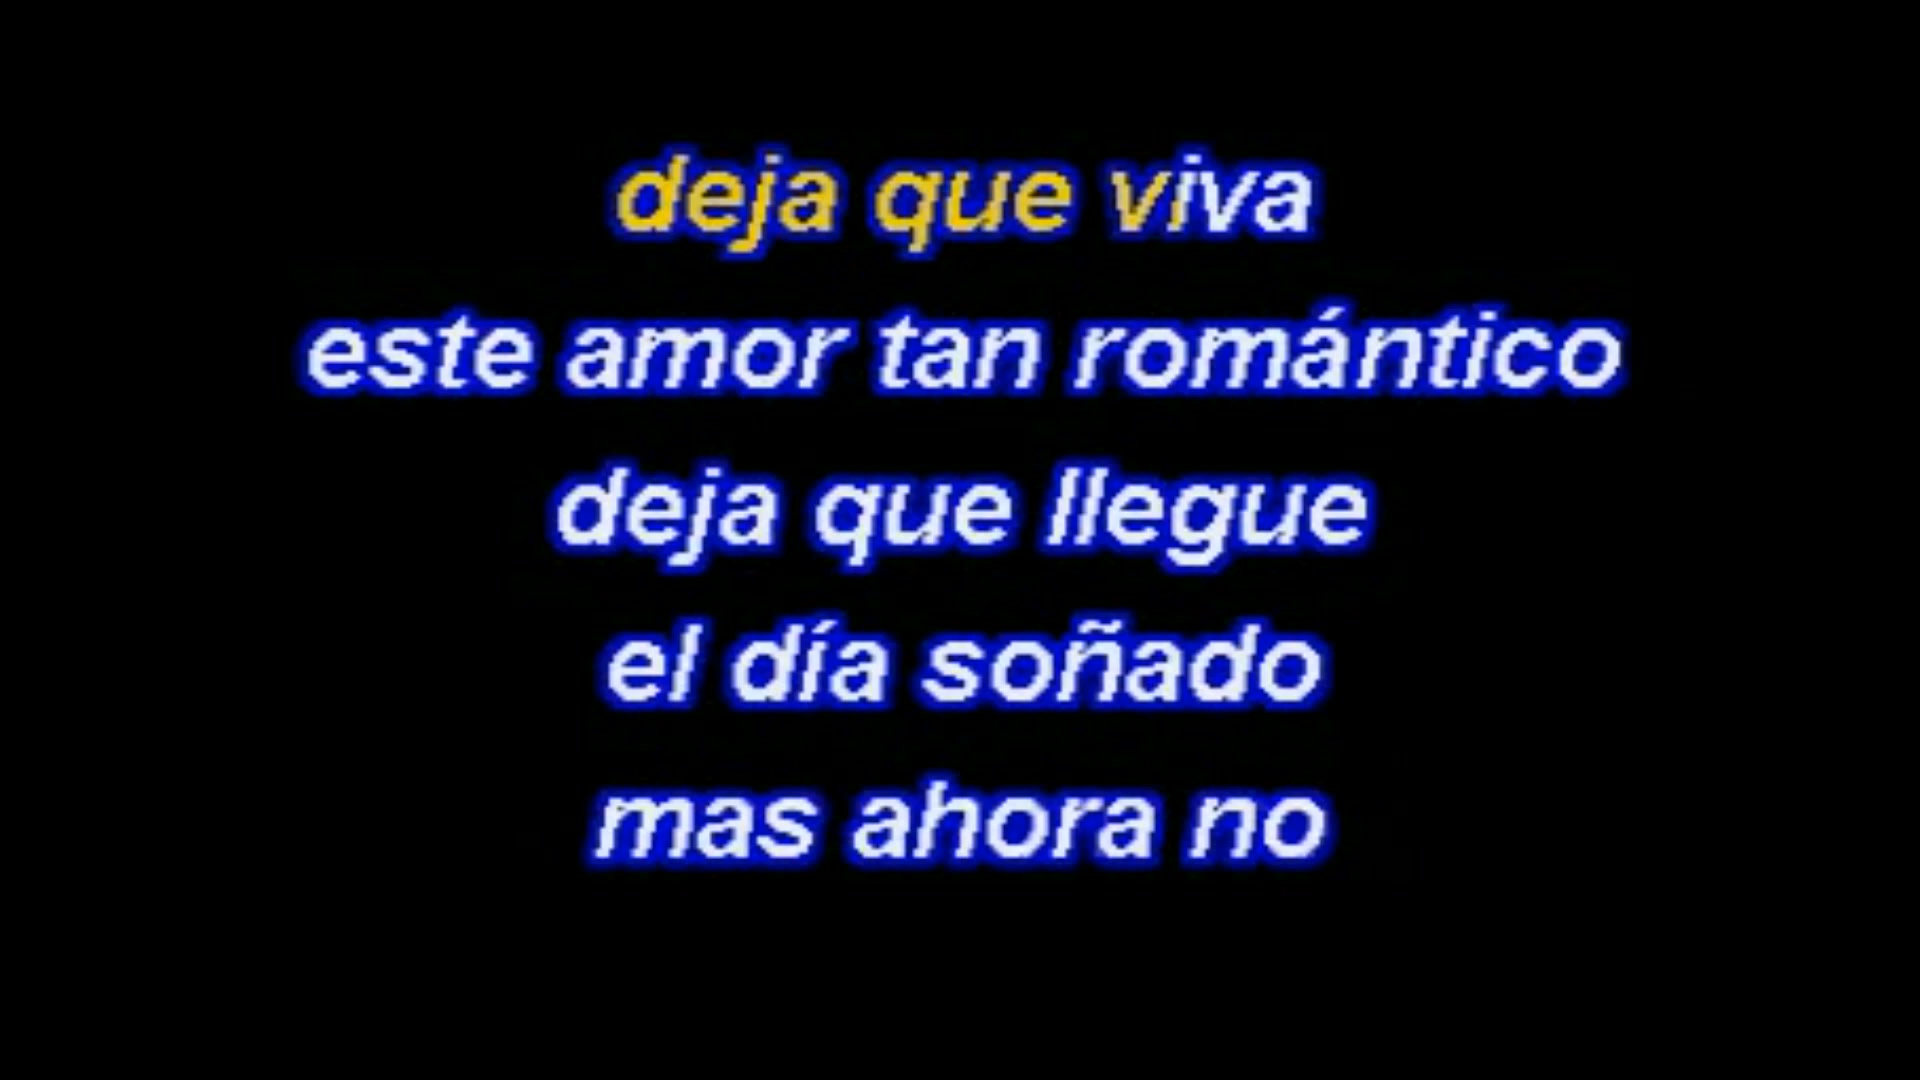 deja que viva
este amor tan romántico
deja que llegue
el día soñado
mas ahora no